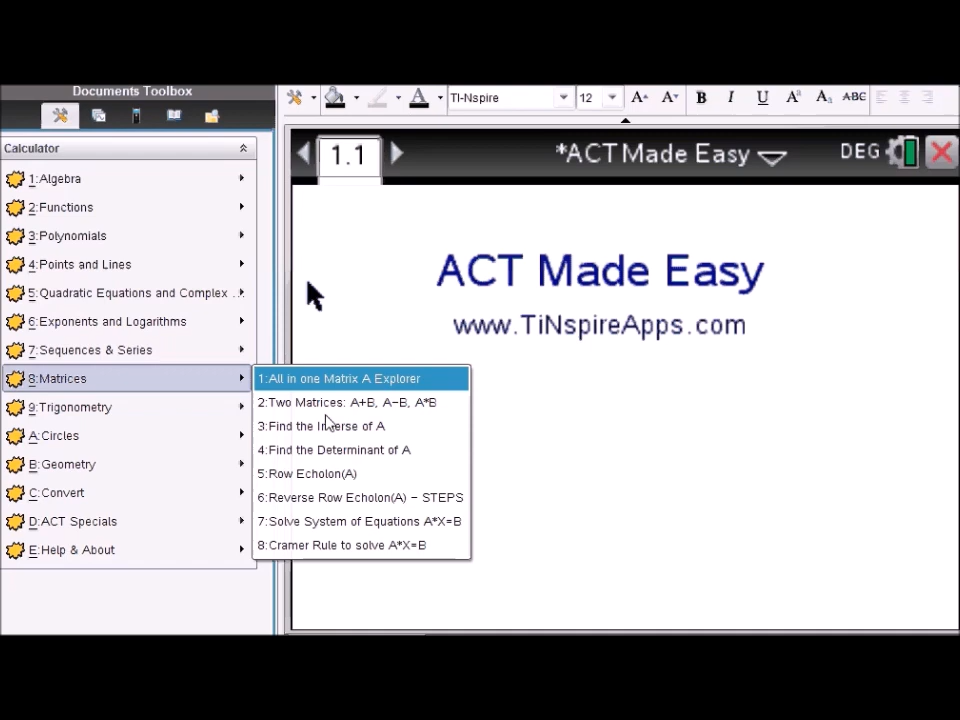 Documents Toolbox
TI-Nspire
12
B I U A A ABC
Calculator
1.1
*ACT Made Easy
DEG
1:Algebra
2:Functions
3:Polynomials
4:Points and Lines
5:Quadratic Equations and Complex ...
6:Exponents and Logarithms
7:Sequences & Series
8:Matrices
9:Trigonometry
A:Circles
B:Geometry
C:Convert
D:ACT Specials
E:Help & About
1:All in one Matrix A Explorer
2:Two Matrices: A+B, A−B, A*B
3:Find the Inverse of A
4:Find the Determinant of A
5:Row Echolon(A)
6:Reverse Row Echolon(A) − STEPS
7:Solve System of Equations A*X=B
8:Cramer Rule to solve A*X=B
ACT Made Easy
www.TiNspireApps.com